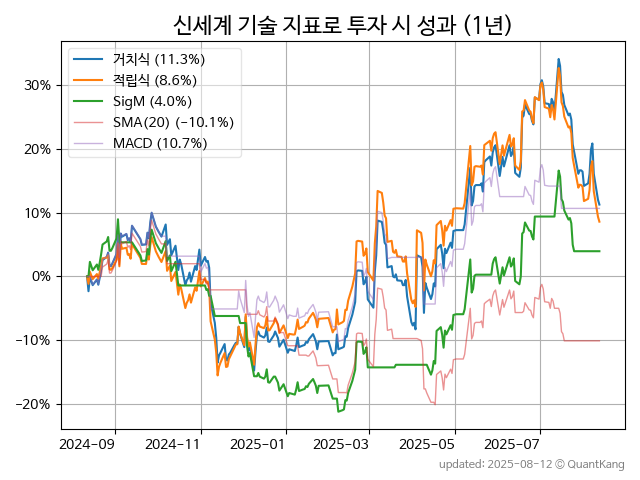 신세계 기술 지표로 투자 시 성과 (1년)
거치식 (11.3%)
적립식 (8.6%)
SigM (4.0%)
SMA(20) (−10.1%)
MACD (10.7%)
30%
20%
10%
0%
−10%
−20%
2024−09
2024−11
2025−01
2025−03
2025−05
2025−07
updated: 2025-08-12 © QuantKang